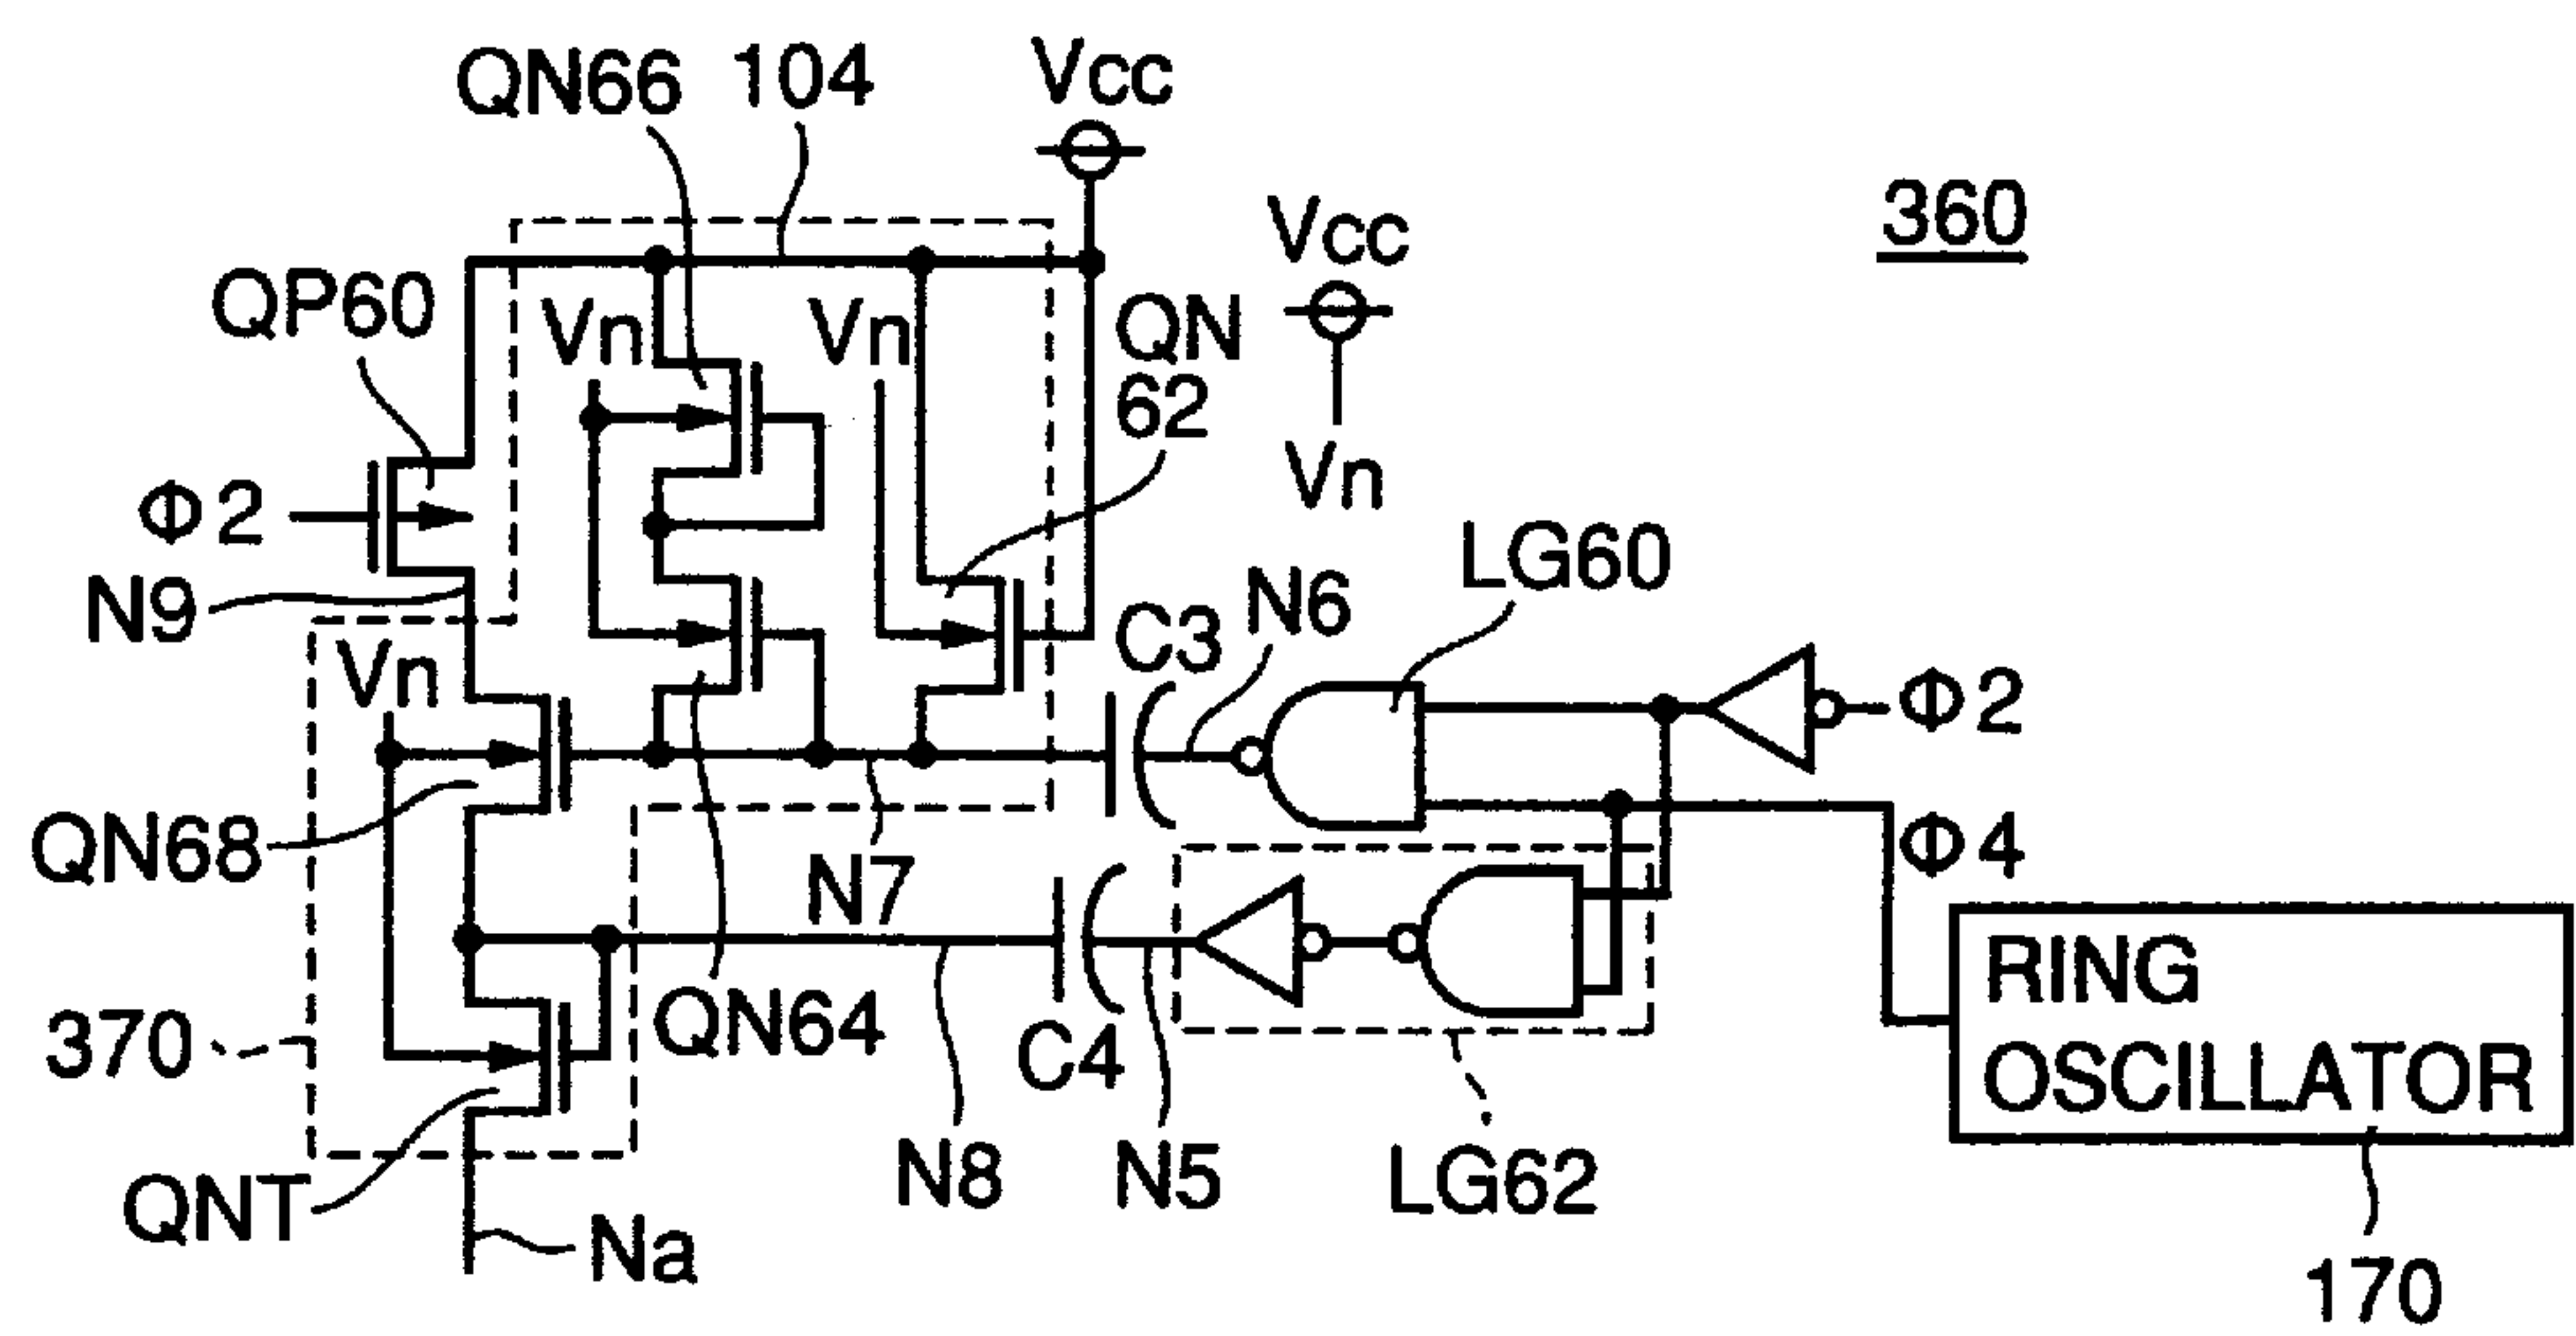 QN66 104 Vcc
360
Vcc
QP60
Vn
Vn
QN
62
Vn
Φ2
N9
Vn
C3
N6
LG60
Φ2
QN68
N7
Φ4
RING
OSCILLATOR
370
QN64
C4
N8
N5
LG62
QNT
Na
170